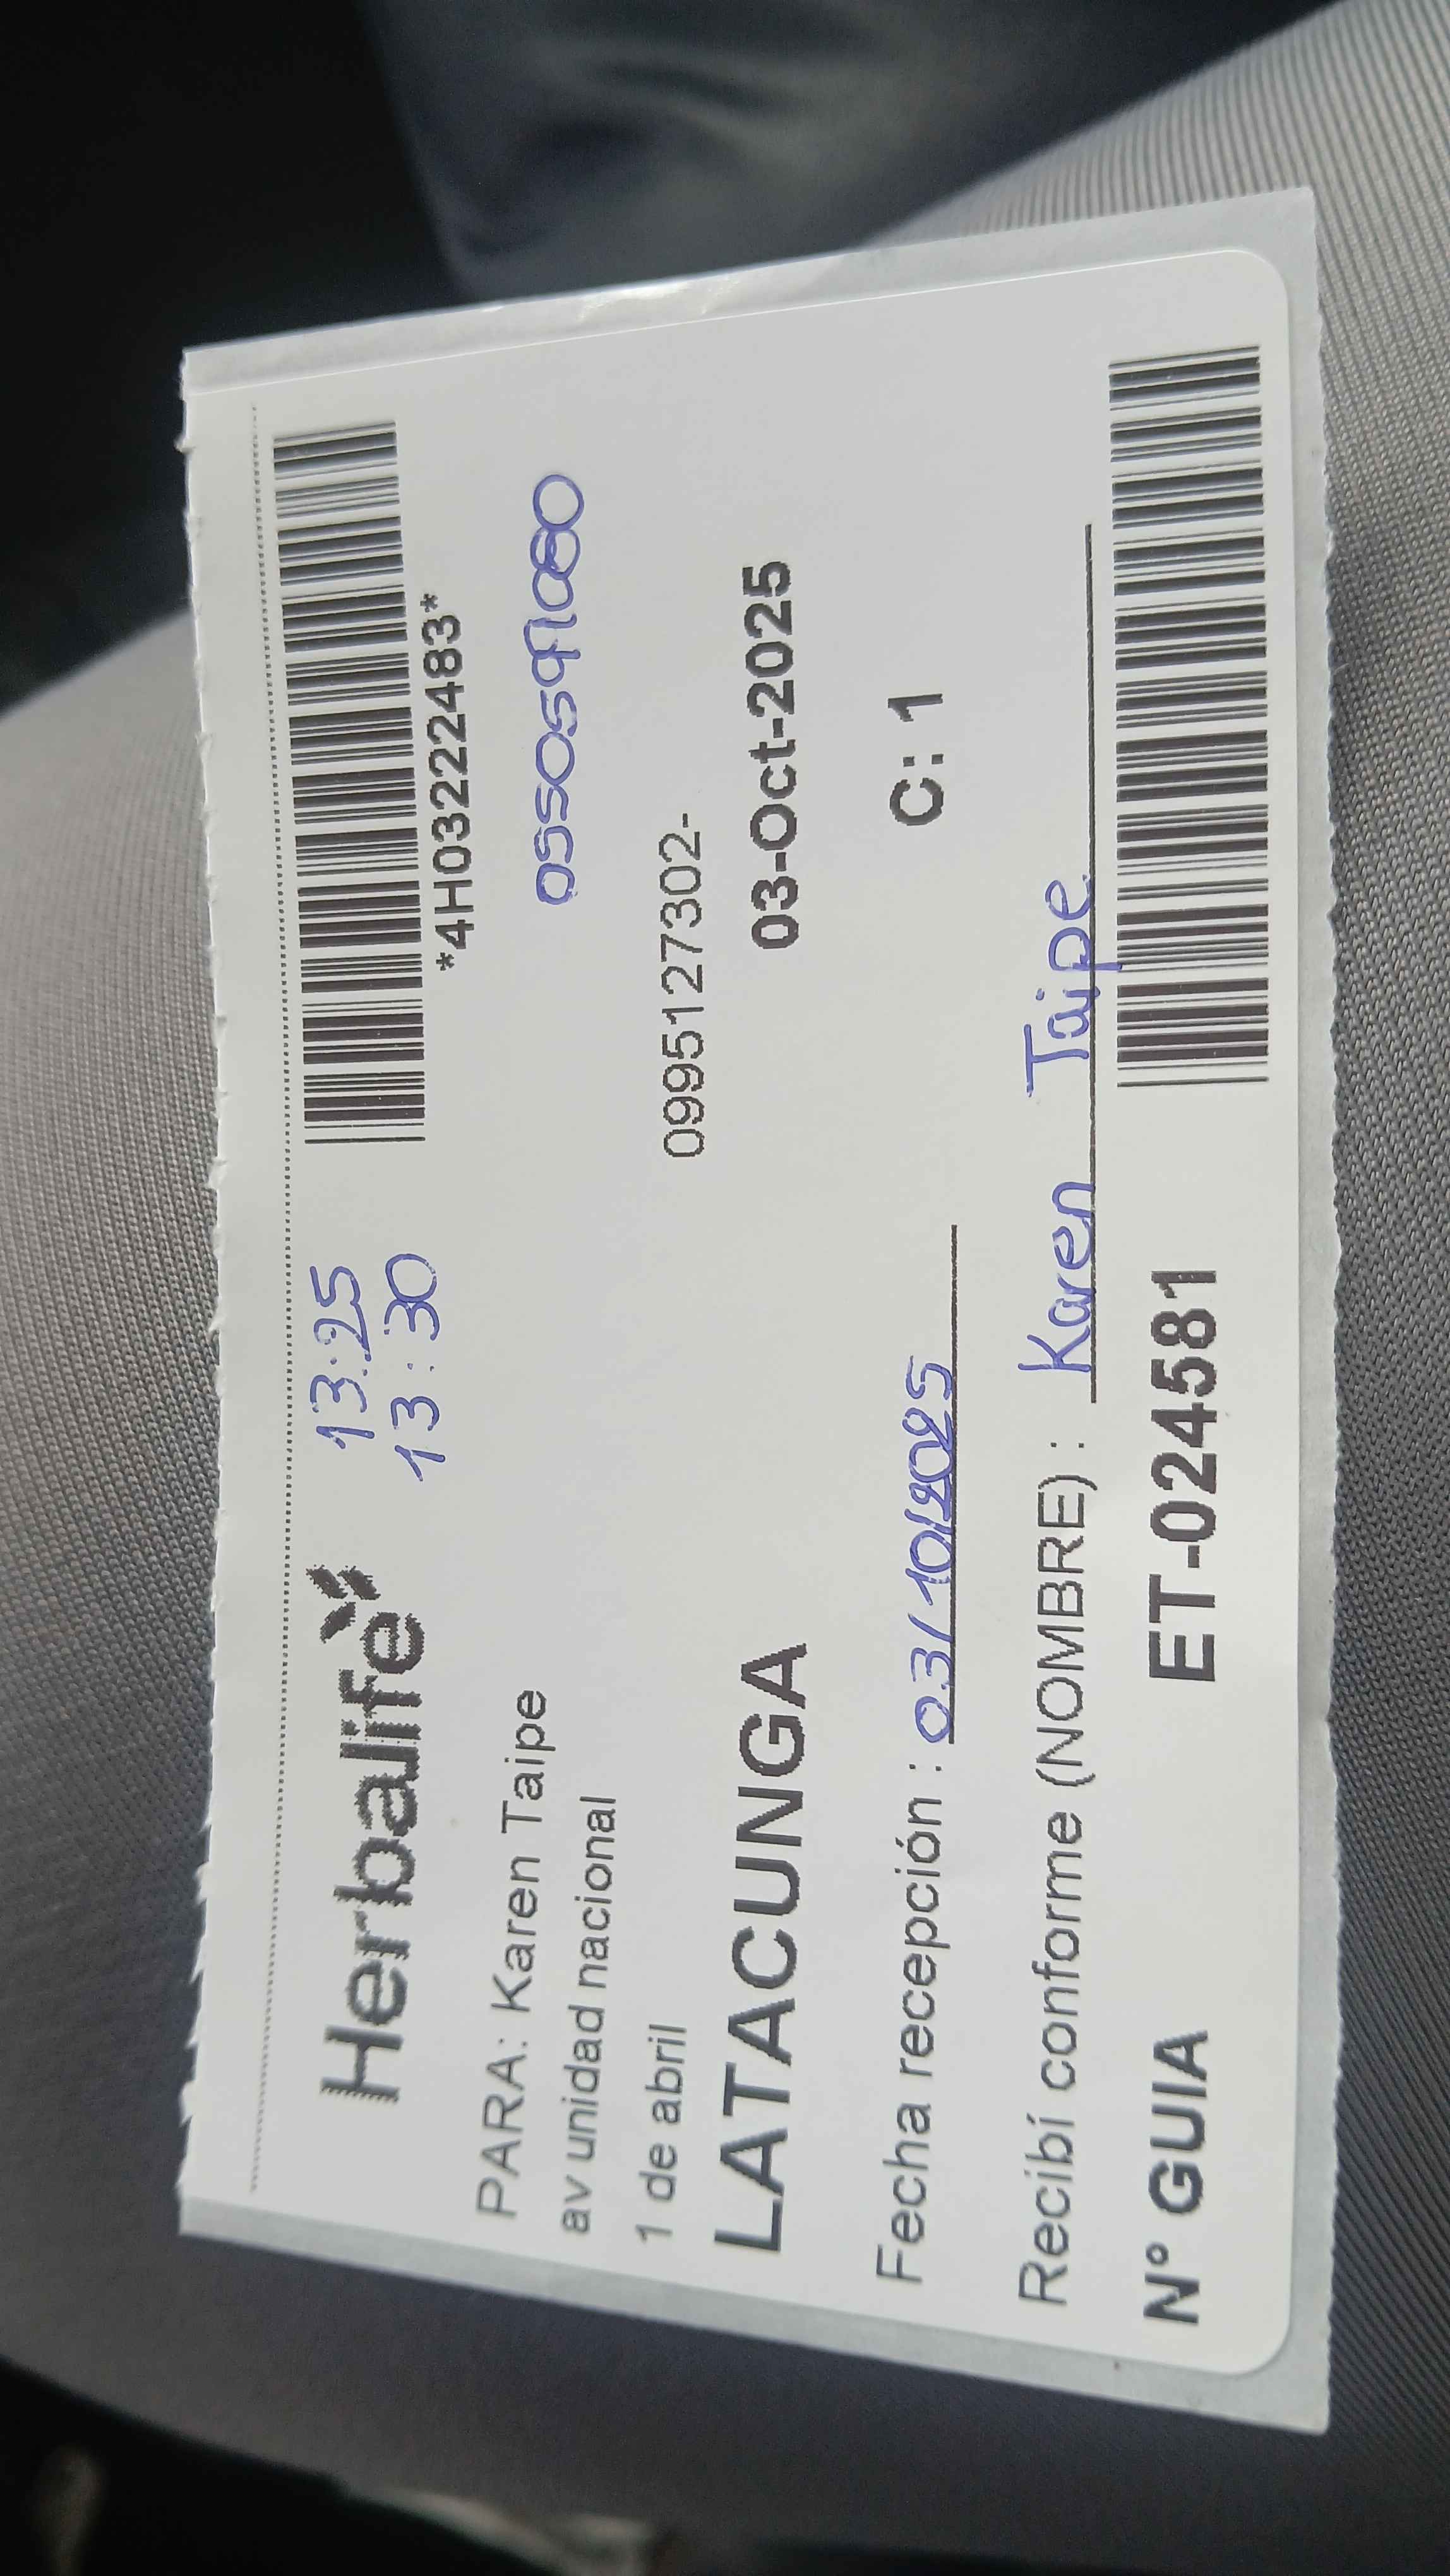 Herbalife
13:25
13:30
*4H03222483*
PARA: Karen Taipe
0550591080
av unidad nacional
1 de abril
0995127302-
LATACUNGA
03-Oct-2025
Fecha recepción : 03/10/2025
C: 1
Recibí conforme (NOMBRE) : Karen Taipe
N° GUIA
ET-024581